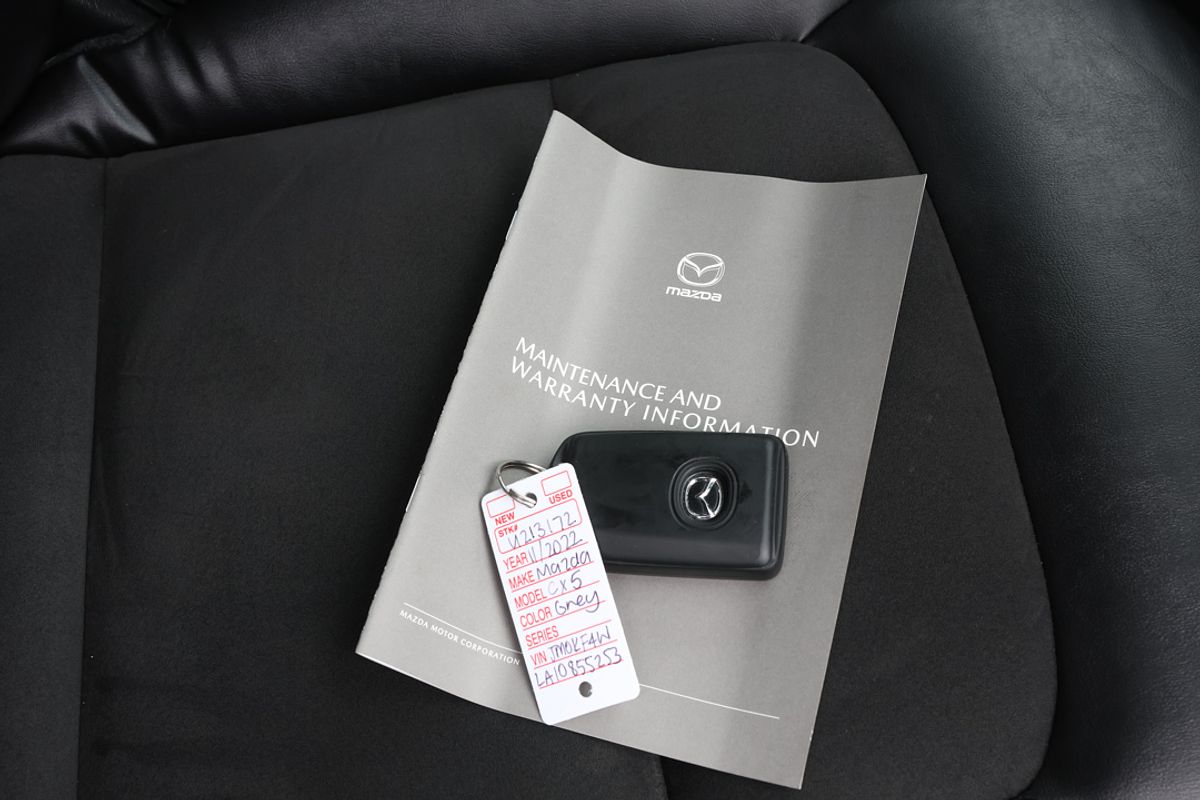 mazda
MAINTENANCE AND
WARRANTY INFORMATION
NEW USED
STK# U213172
YEAR 11/2022
MAKE Mazda
MODEL CX5
COLOR Grey
SERIES
VIN JM0KF4W
LA10855253
MAZDA MOTOR CORPORATION